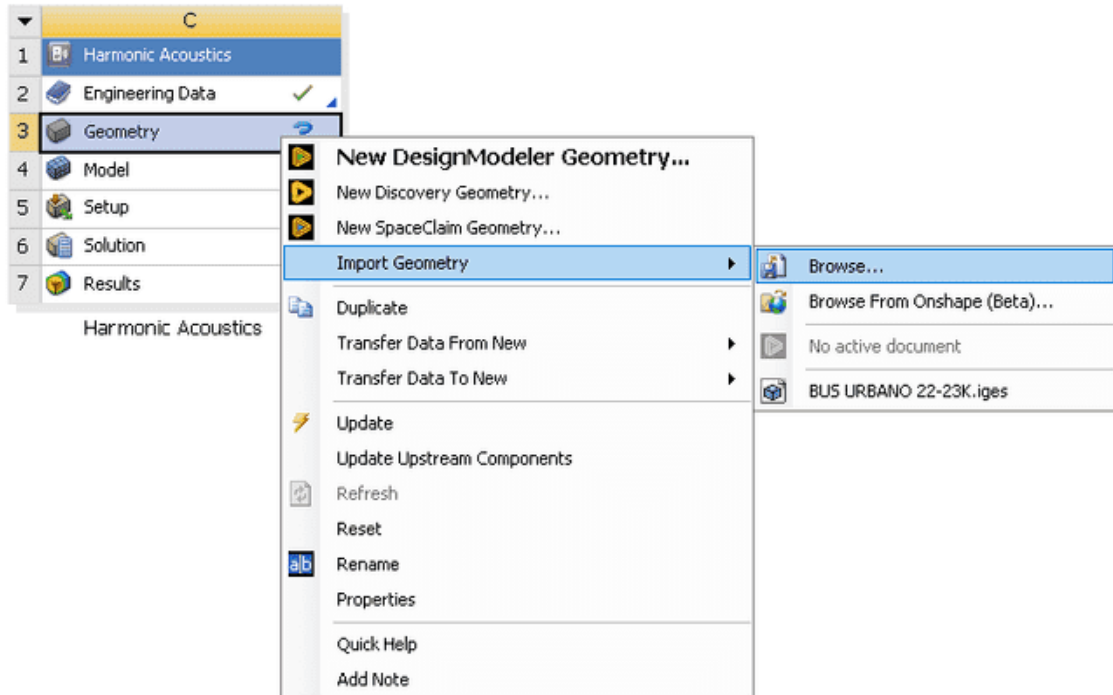 C
1 Harmonic Acoustics
2 Engineering Data
3 Geometry
4 Model
5 Setup
6 Solution
7 Results
Harmonic Acoustics
New DesignModeler Geometry...
New Discovery Geometry...
New SpaceClaim Geometry...
Import Geometry
Duplicate
Transfer Data From New
Transfer Data To New
Update
Update Upstream Components
Refresh
Reset
a|b Rename
Properties
Quick Help
Add Note
Browse...
Browse From Onshape (Beta)...
No active document
BUS URBANO 22-23K.iges